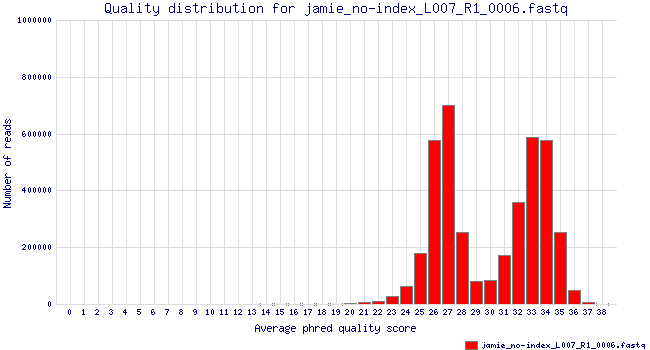 Quality distribution for jamie_no-index_L007_R1_0006.fastq
1000000
800000
600000
400000
200000
0
Number of reads
0 1 2 3 4 5 6 7 8 9 10 11 12 13 14 15 16 17 18 19 20 21 22 23 24 25 26 27 28 29 30 31 32 33 34 35 36 37 38
Average phred quality score
jamie_no-index_L007_R1_0006.fastq